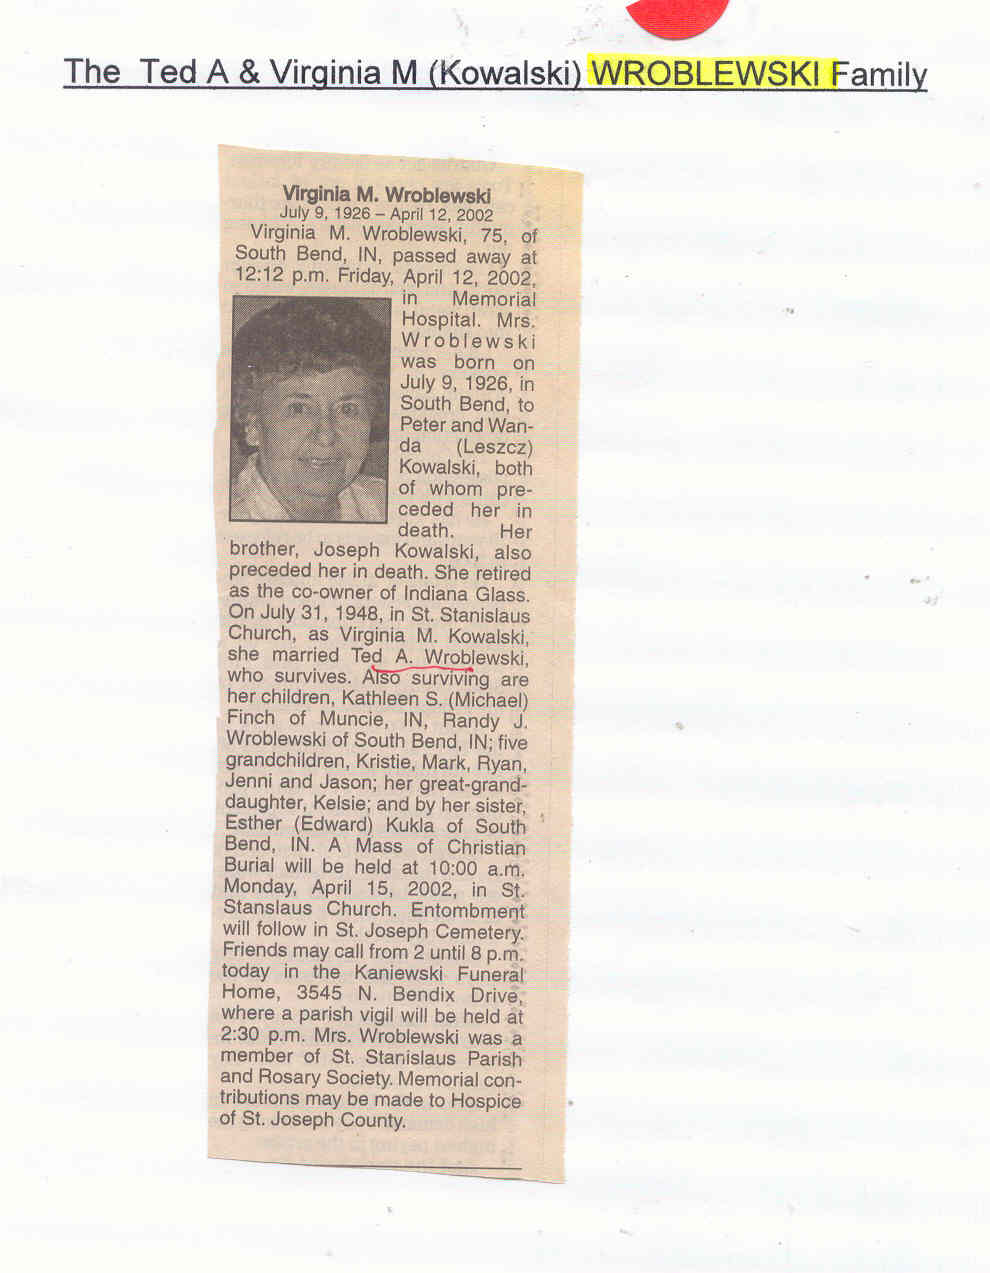 The Ted A & Virginia M (Kowalski) WROBLEWSKI Family
Virginia M. Wroblewski
July 9, 1926 – April 12, 2002
Virginia M. Wroblewski, 75, of
South Bend, IN, passed away at
12:12 p.m. Friday, April 12, 2002,
in Memorial
Hospital. Mrs.
Wroblewski
was born on
July 9, 1926, in
South Bend, to
Peter and Wan-
da (Leszcz)
Kowalski, both
of whom pre-
ceded her in
death. Her
brother, Joseph Kowalski, also
preceded her in death. She retired
as the co-owner of Indiana Glass.
On July 31, 1948, in St. Stanislaus
Church, as Virginia M. Kowalski,
she married Ted A. Wroblewski,
who survives. Also surviving are
her children, Kathleen S. (Michael)
Finch of Muncie, IN, Randy J.
Wroblewski of South Bend, IN; five
grandchildren, Kristie, Mark, Ryan,
Jenni and Jason; her great-grand-
daughter, Kelsie; and by her sister,
Esther (Edward) Kukla of South
Bend, IN. A Mass of Christian
Burial will be held at 10:00 a.m.
Monday, April 15, 2002, in St.
Stanslaus Church. Entombment
will follow in St. Joseph Cemetery.
Friends may call from 2 until 8 p.m.
today in the Kaniewski Funeral
Home, 3545 N. Bendix Drive,
where a parish vigil will be held at
2:30 p.m. Mrs. Wroblewski was a
member of St. Stanislaus Parish
and Rosary Society. Memorial con-
tributions may be made to Hospice
of St. Joseph County.